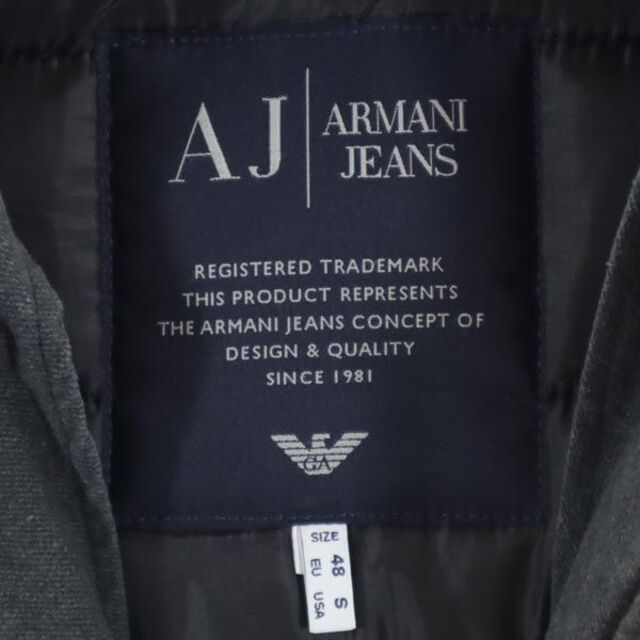 AJ
ARMANI
JEANS
REGISTERED TRADEMARK
THIS PRODUCT REPRESENTS
THE ARMANI JEANS CONCEPT OF
DESIGN & QUALITY
SINCE 1981
GA
SIZE 48 S
EU USA